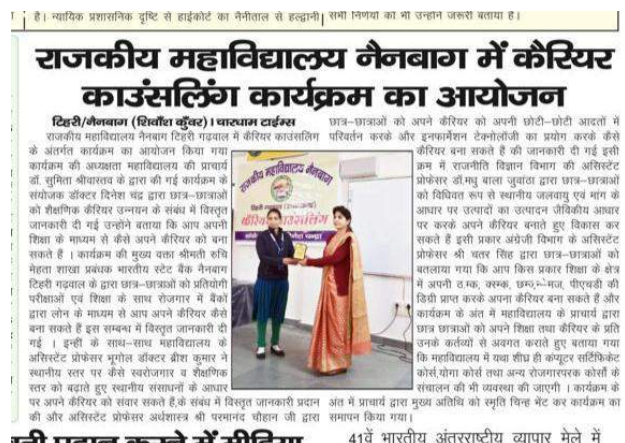 है। न्यायिक प्रशासनिक दृष्टि से हाईकोर्ट का नैनीताल से हल्द्वानी
सभी निर्णयों को भी उन्होंने जरूरी बताया है।
राजकीय महाविद्यालय नैनबाग में कैरियर
काउंसलिंग कार्यक्रम का आयोजन
टिहरी/नैनबाग (शिवाँश कुँवर)। चारधाम टाईम्स
राजकीय महाविद्यालय नैनबाग टिहरी गढ़वाल में कैरियर काउंसलिंग
के अंतर्गत कार्यक्रम का आयोजन किया गया
कार्यक्रम की अध्यक्षता महाविद्यालय की प्राचार्य
डॉ. सुमिता श्रीवास्तव के द्वारा की गई कार्यक्रम के
संयोजक डॉक्टर दिनेश चंद्र द्वारा छात्र–छात्राओं
को शैक्षणिक कैरियर उन्नयन के संबंध में विस्तृत
जानकारी दी गई उन्होंने बताया कि आप अपनी
शिक्षा के माध्यम से कैसे अपने कैरियर को बना
सकते हैं । कार्यक्रम की मुख्य वक्ता श्रीमती रुचि
मेहता शाखा प्रबंधक भारतीय स्टेट बैंक नैनबाग
टिहरी गढ़वाल के द्वारा छात्र–छात्राओं को प्रतियोगी
परीक्षाओं एवं शिक्षा के साथ रोजगार में बैंकों
द्वारा लोन के माध्यम से आप अपने कैरियर कैसे
बना सकते हैं इस सम्बन्ध में विस्तृत जानकारी दी
गई । इन्हीं के साथ–साथ महाविद्यालय के
असिस्टेंट प्रोफेसर भूगोल डॉक्टर ब्रीश कुमार ने
स्थानीय स्तर पर कैसे स्वरोजगार व शैक्षणिक
स्तर को बढ़ाते हुए स्थानीय संसाधनों के आधार
पर अपने कैरियर को संवार सकते हैं,के संबंध में विस्तृत जानकारी प्रदान
की और असिस्टेंट प्रोफेसर अर्थशास्त्र श्री परमानंद चौहान जी द्वारा
छात्र–छात्राओं को अपने कैरियर को अपनी छोटी–छोटी आदतों में
परिवर्तन करके और इनफार्मेशन टेक्नोलॉजी का प्रयोग करके कैसे
कैरियर बना सकते हैं की जानकारी दी गई इसी
क्रम में राजनीति विज्ञान विभाग की असिस्टेंट
प्रोफेसर डॉ.मधु बाला जुवांठा द्वारा छात्र–छात्राओं
को विधिवत रूप से स्थानीय जलवायु एवं मांग के
आधार पर उत्पादों का उत्पादन जैविकीय आधार
पर करके अपने कैरियर बनाते हुए विकास कर
सकते हैं इसी प्रकार अंग्रेजी विभाग के असिस्टेंट
प्रोफेसर श्री चतर सिंह द्वारा छात्र–छात्राओं को
बतलाया गया कि आप किस प्रकार शिक्षा के क्षेत्र
में अपनी पीएचडी की
डिग्री प्राप्त करके अपना कैरियर बना सकते हैं और
कार्यक्रम के अंत में महाविद्यालय के प्राचार्य द्वारा
छात्र छात्राओं को अपने शिक्षा तथा कैरियर के प्रति
उनके कर्तव्यों से अवगत कराते हुए बताया गया
कि महाविद्यालय में यथा शीघ्र ही कंप्यूटर सर्टिफिकेट
कोर्स,योगा कोर्स तथा अन्य रोजगारपरक कोर्सों के
संचालन की भी व्यवस्था की जाएगी । कार्यक्रम के
अंत में प्राचार्य द्वारा मुख्य अतिथि को स्मृति चिन्ह भेंट कर कार्यक्रम का
समापन किया गया।
राजकीय महाविद्यालय नैनबाग
कैरियर काउंसलिंग
41वें भारतीय अंतरराष्ट्रीय व्यापार मेले में